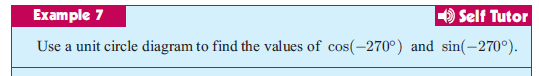 Example 7
Self Tutor
Use a unit circle diagram to find the values of cos(−270°) and sin(−270°).